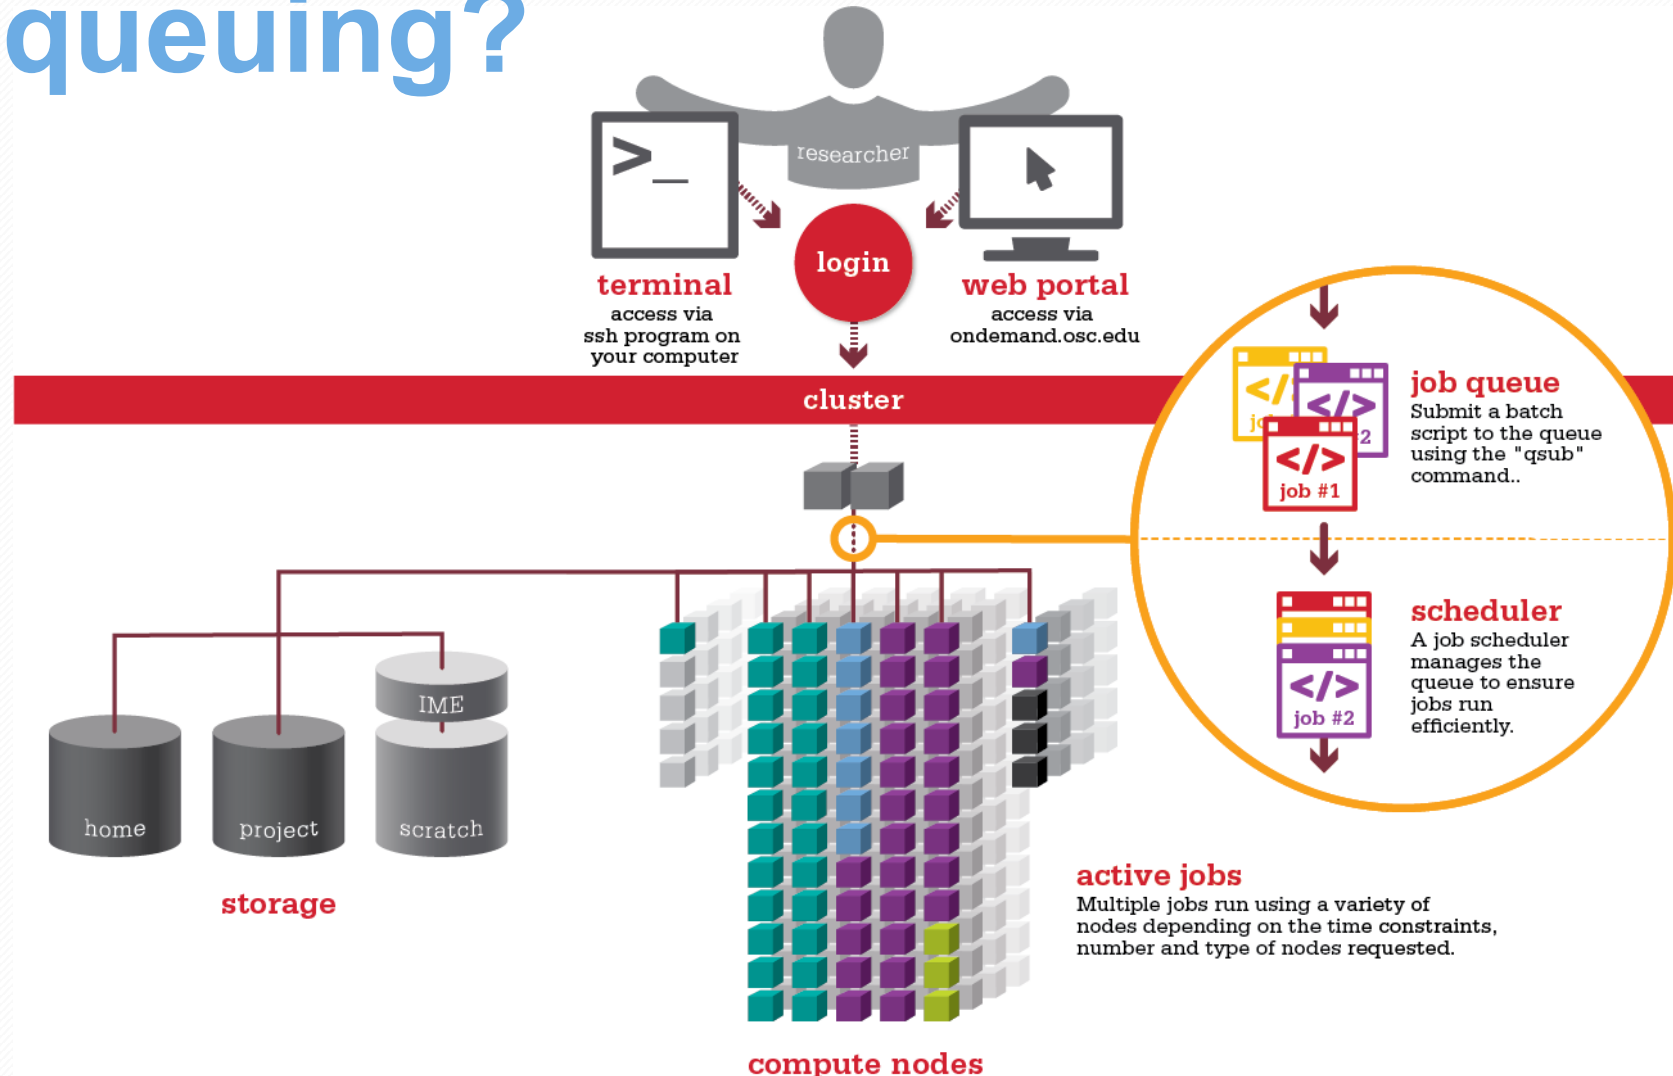 queuing?
researcher
>_
login
terminal
access via
ssh program on
your computer
web portal
access via
ondemand.osc.edu
cluster
</>
job #1
</>
2
job queue
Submit a batch
script to the queue
using the "qsub"
command..
scheduler
A job scheduler
manages the
queue to ensure
jobs run
efficiently.
</>
job #2
IME
home
project
scratch
storage
active jobs
Multiple jobs run using a variety of
nodes depending on the time constraints,
number and type of nodes requested.
compute nodes